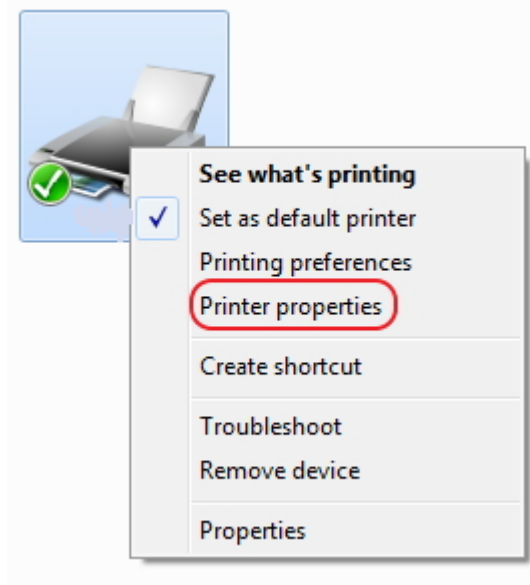 See what's printing
Set as default printer
Printing preferences
Printer properties
Create shortcut
Troubleshoot
Remove device
Properties